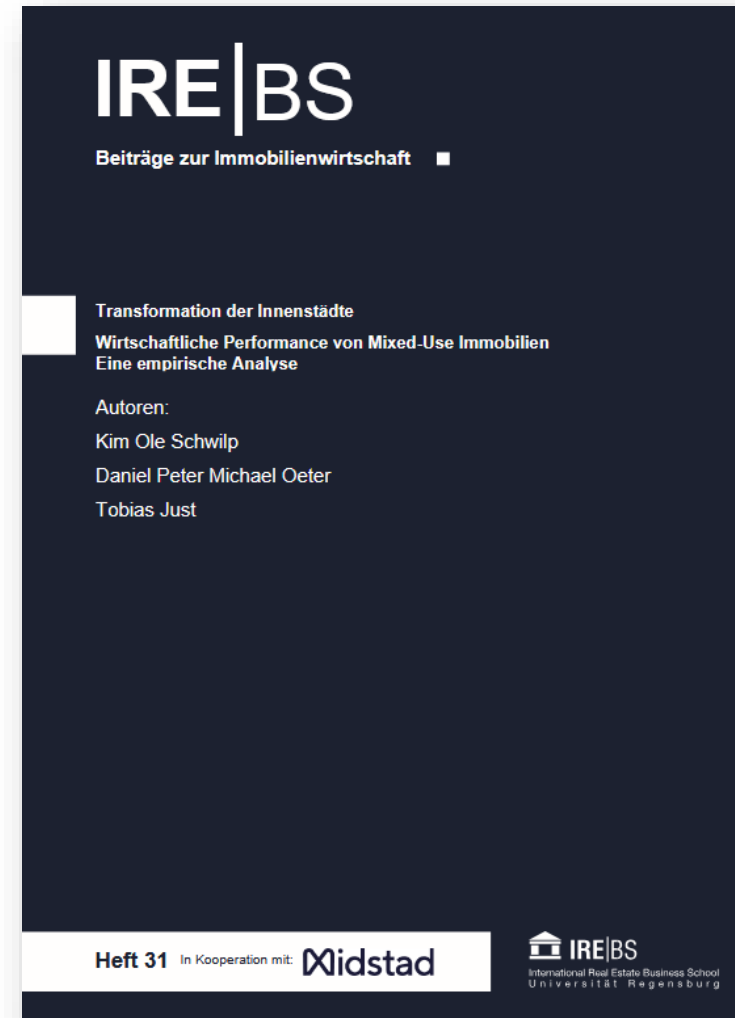 IRE|BS
Beiträge zur Immobilienwirtschaft
Transformation der Innenstädte
Wirtschaftliche Performance von Mixed-Use Immobilien
Eine empirische Analyse
Autoren:
Kim Ole Schwilp
Daniel Peter Michael Oeter
Tobias Just
Heft 31 In Kooperation mit: Midstad
IRE|BS
International Real Estate Business School
Universität Regensburg